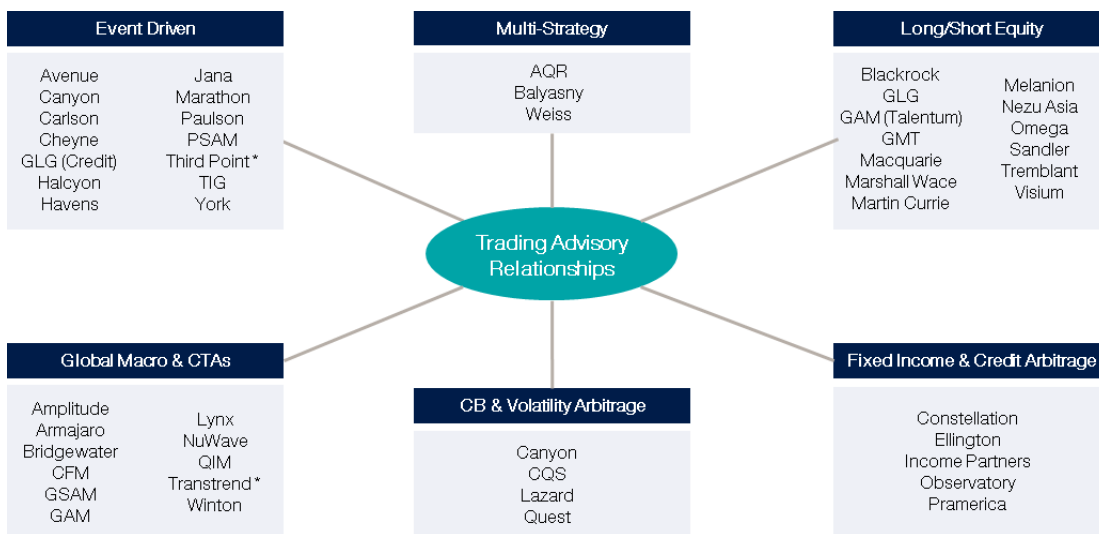 Event Driven
Avenue
Canyon
Carlson
Cheyne
GLG (Credit)
Halcyon
Havens
Jana
Marathon
Paulson
PSAM
Third Point *
TIG
York
Multi-Strategy
AQR
Balyasny
Weiss
Long/Short Equity
Blackrock
GLG
GAM (Talentum)
GMT
Macquarie
Marshall Wace
Martin Currie
Melanion
Nezu Asia
Omega
Sandler
Tremblant
Visium
Trading Advisory
Relationships
Global Macro & CTAs
Amplitude
Armajaro
Bridgewater
CFM
GSAM
GAM
Lynx
NuWave
QIM
Transtrend *
Winton
CB & Volatility Arbitrage
Canyon
CQS
Lazard
Quest
Fixed Income & Credit Arbitrage
Constellation
Ellington
Income Partners
Observatory
Pramerica